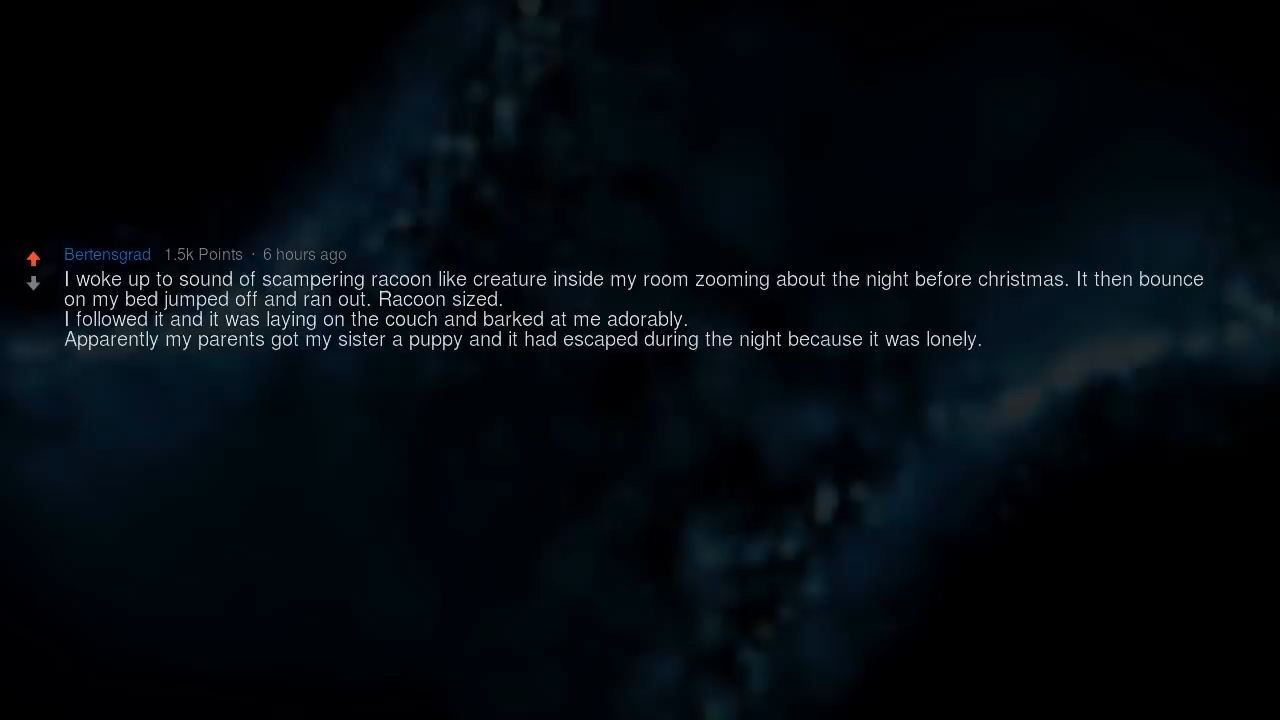 Bertensgrad 1.5k Points · 6 hours ago
I woke up to sound of scampering racoon like creature inside my room zooming about the night before christmas. It then bounce
on my bed jumped off and ran out. Racoon sized.
I followed it and it was laying on the couch and barked at me adorably.
Apparently my parents got my sister a puppy and it had escaped during the night because it was lonely.